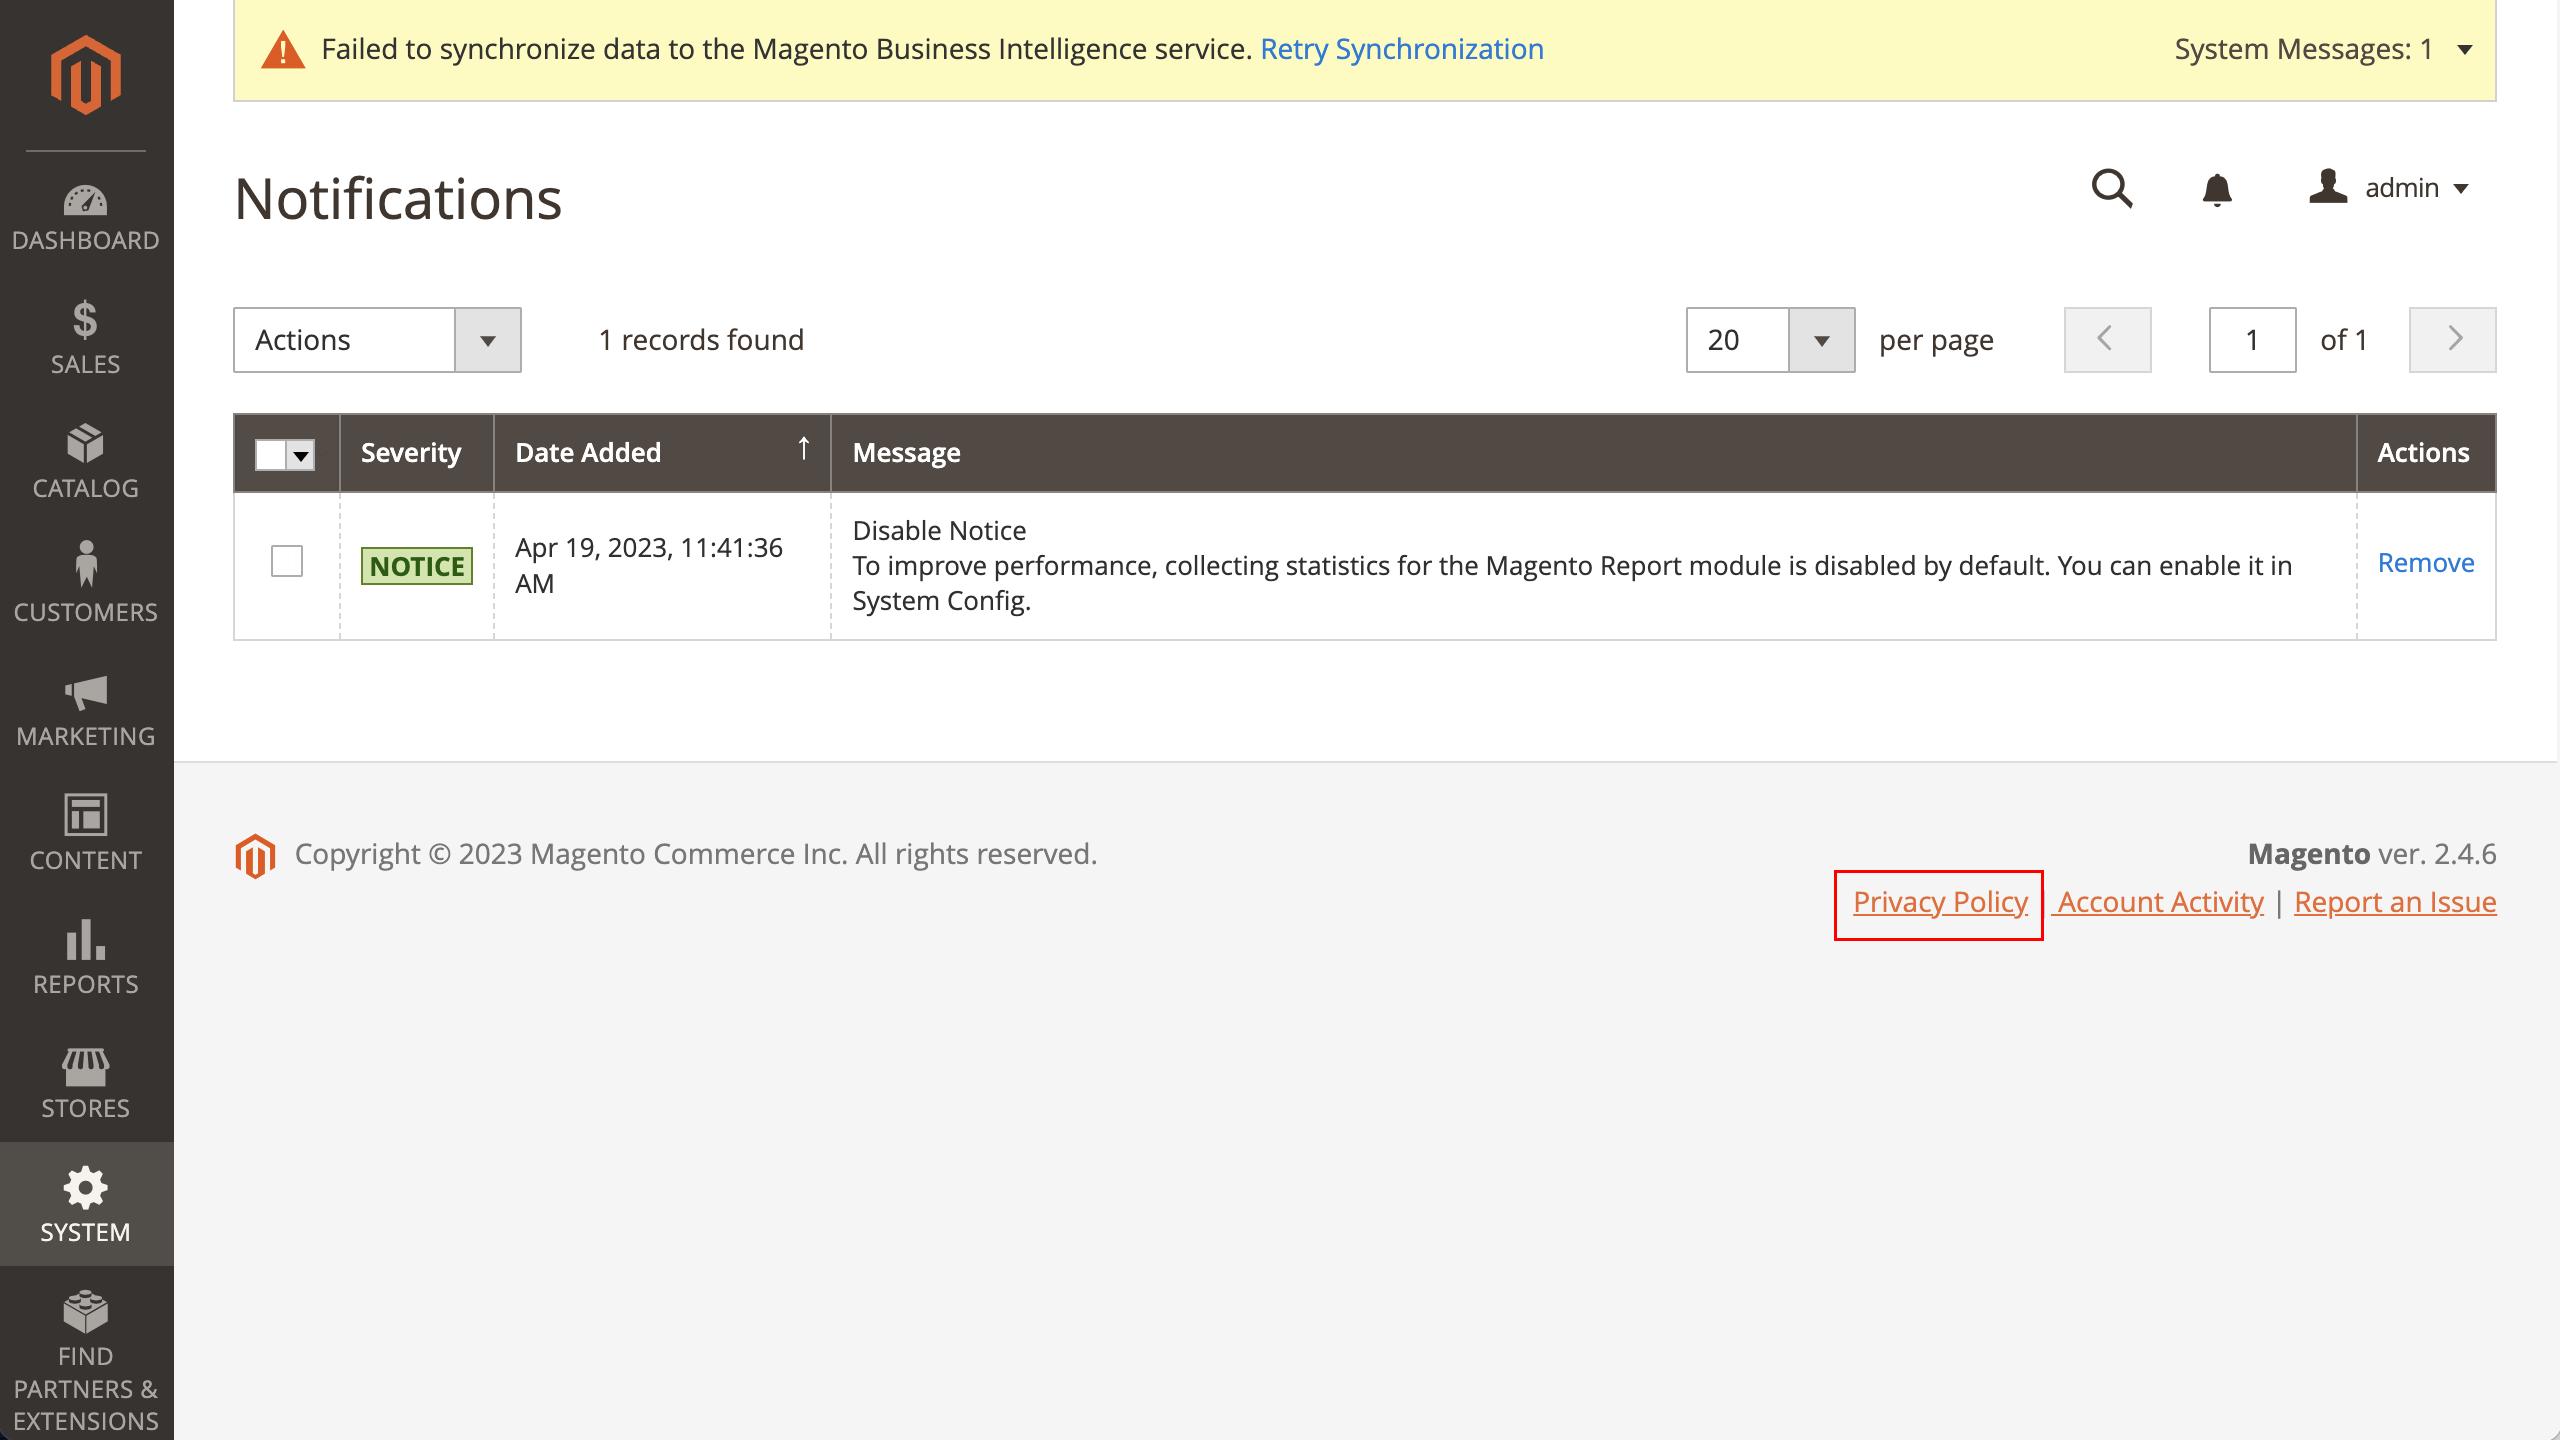 Failed to synchronize data to the Magento Business Intelligence service. Retry Synchronization
System Messages: 1
Notifications
admin
Actions
1 records found
20
per page
1
of 1
Severity
Date Added ↑
Message
Actions
NOTICE
Apr 19, 2023, 11:41:36
AM
Disable Notice
To improve performance, collecting statistics for the Magento Report module is disabled by default. You can enable it in
System Config.
Remove
Copyright © 2023 Magento Commerce Inc. All rights reserved.
Magento ver. 2.4.6
Privacy Policy | Account Activity | Report an Issue
DASHBOARD
$
SALES
CATALOG
CUSTOMERS
MARKETING
CONTENT
REPORTS
STORES
SYSTEM
FIND
PARTNERS &
EXTENSIONS